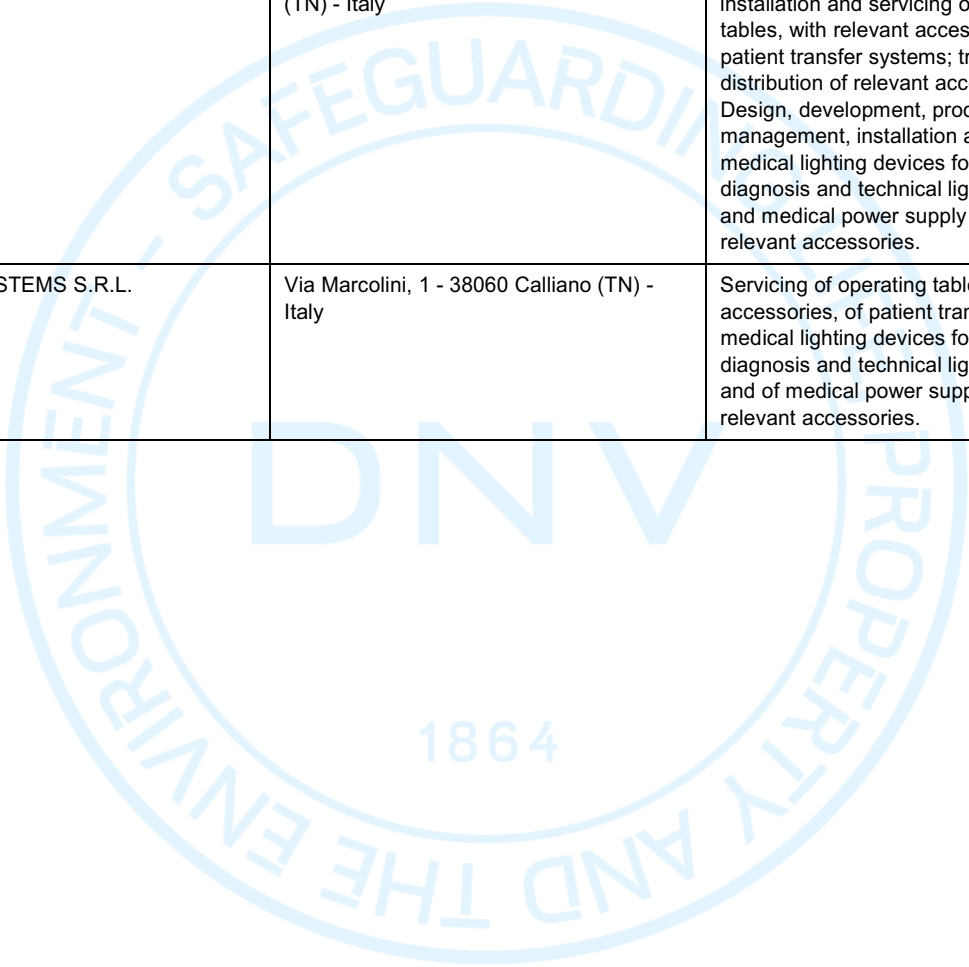 (TN) - Italy
installation and servicing o
tables, with relevant acces
patient transfer systems; tr
distribution of relevant acc
Design, development, prod
management, installation a
medical lighting devices fo
diagnosis and technical lig
and medical power supply
relevant accessories.
STEMS S.R.L.
Via Marcolini, 1 - 38060 Calliano (TN) -
Italy
Servicing of operating table
accessories, of patient tran
medical lighting devices fo
diagnosis and technical lig
and of medical power supp
relevant accessories.
SAFEGUARDING LIFE, PROPERTY AND THE ENVIRONMENT -
DNV
1864